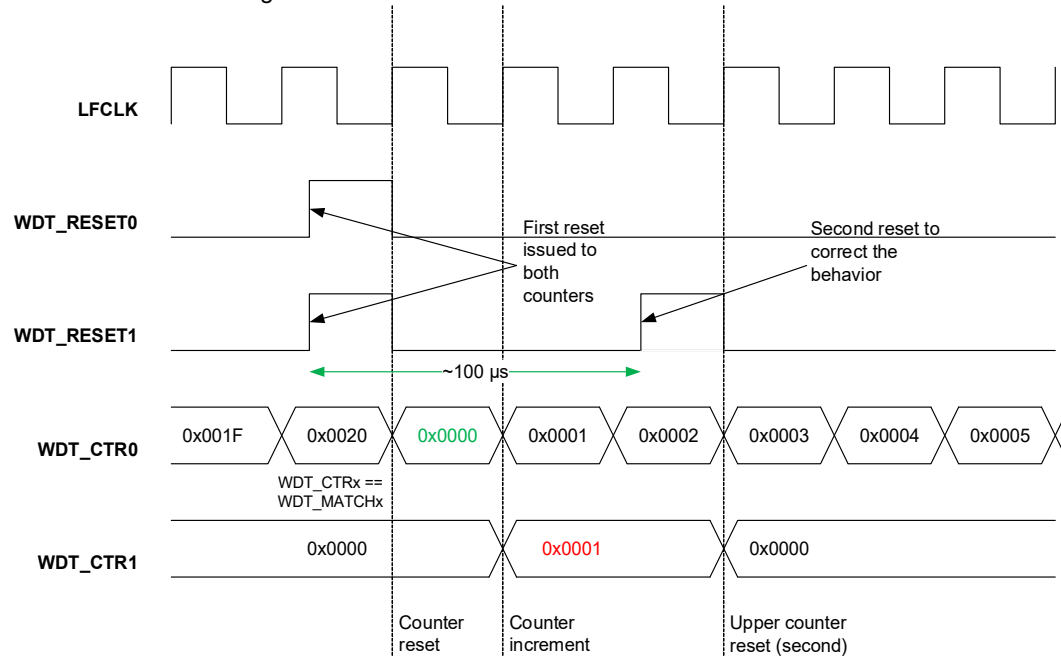 LFCLK
WDT_RESET0
First reset
issued to
both
counters
Second reset to
correct the
behavior
WDT_RESET1
~100 µs
WDT_CTR0
0x001F
0x0020
0x0000
0x0001
0x0002
0x0003
0x0004
0x0005
WDT_CTRx ==
WDT_MATCHx
WDT_CTR1
0x0000
0x0001
0x0000
Counter
reset
Counter
increment
Upper counter
reset (second)